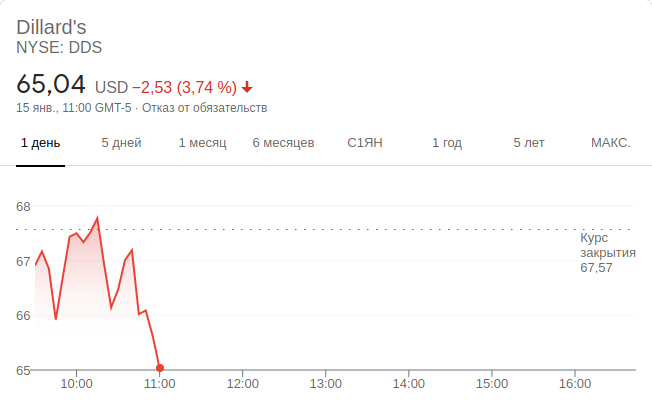 Dillard's
NYSE: DDS
65,04 USD −2,53 (3,74 %)
15 янв., 11:00 GMT-5 · Отказ от обязательств
1 день 5 дней 1 месяц 6 месяцев С1ЯН 1 год 5 лет МАКС.
68
67
66
65
Курс
закрытия
67,57
10:00 11:00 12:00 13:00 14:00 15:00 16:00